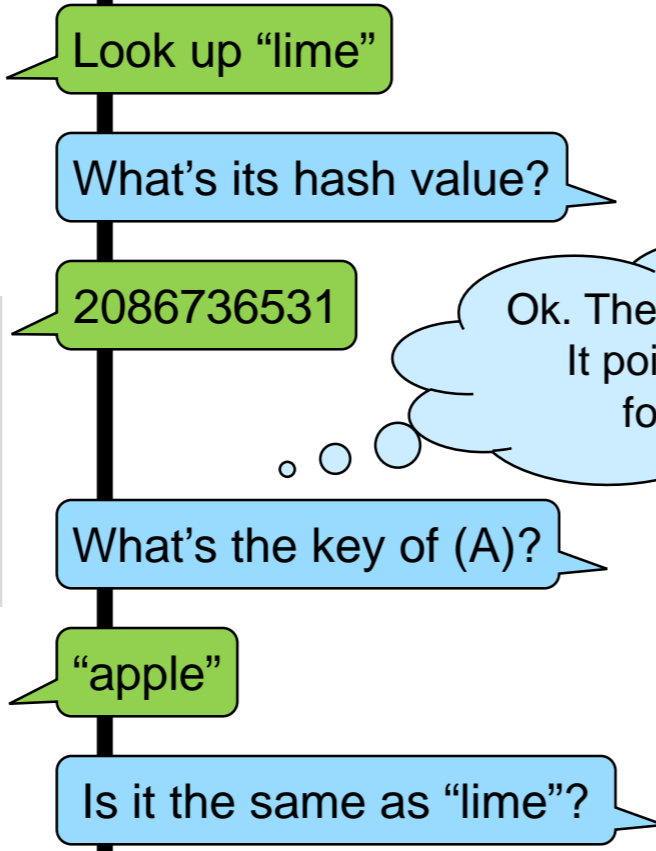 Look up “lime”
What’s its hash value?
2086736531
Ok. The
It poi
fo
What’s the key of (A)?
“apple”
Is it the same as “lime”?